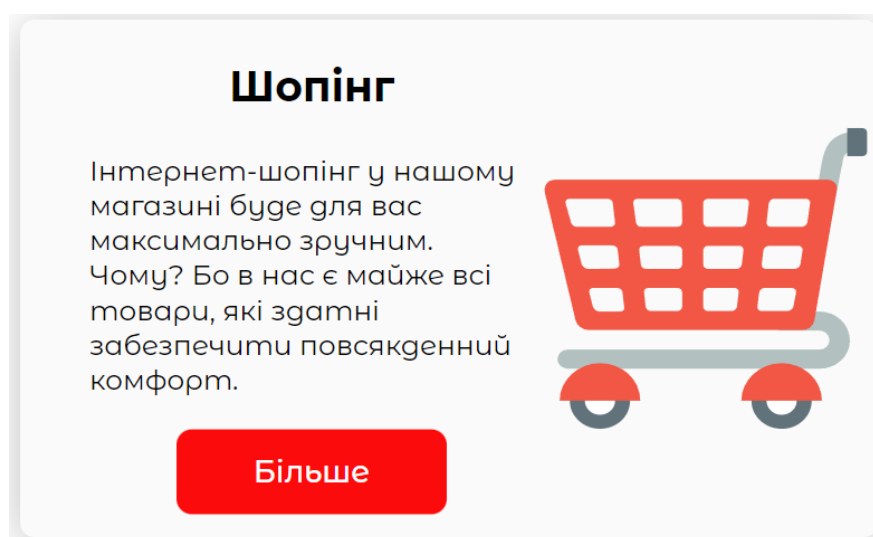 Шопінг
Інтернет-шопінг у нашому
магазині буде для вас
максимально зручним.
Чому? Бо в нас є майже всі
товари, які здатні
забезпечити повсякденний
комфорт.
Більше